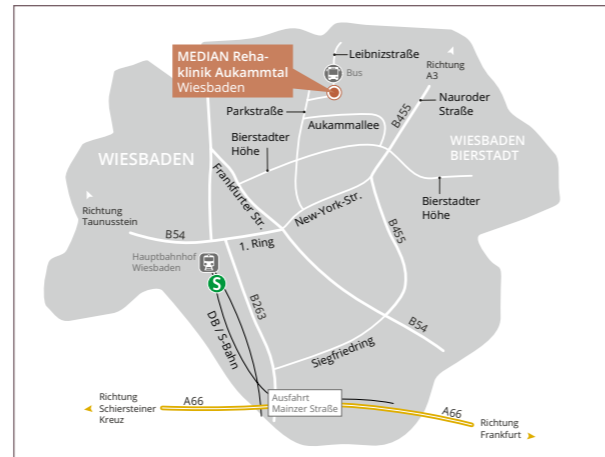 MEDIAN Reha-
klinik Aukammtal
Wiesbaden
Leibnizstraße
Bus
Richtung
A3
Parkstraße
Aukammallee
B455
Nauroder
Straße
Bierstadter
Höhe
WIESBADEN
WIESBADEN
BIERSTADT
Frankfurter Str.
New-York-Str.
Bierstadter
Höhe
Richtung
Taunusstein
B54
1. Ring
B455
Hauptbahnhof
Wiesbaden
S
DB / S-Bahn
B263
B54
Siegfriedring
Richtung
Schiersteiner
Kreuz
A66
Ausfahrt
Mainzer Straße
A66
Richtung
Frankfurt